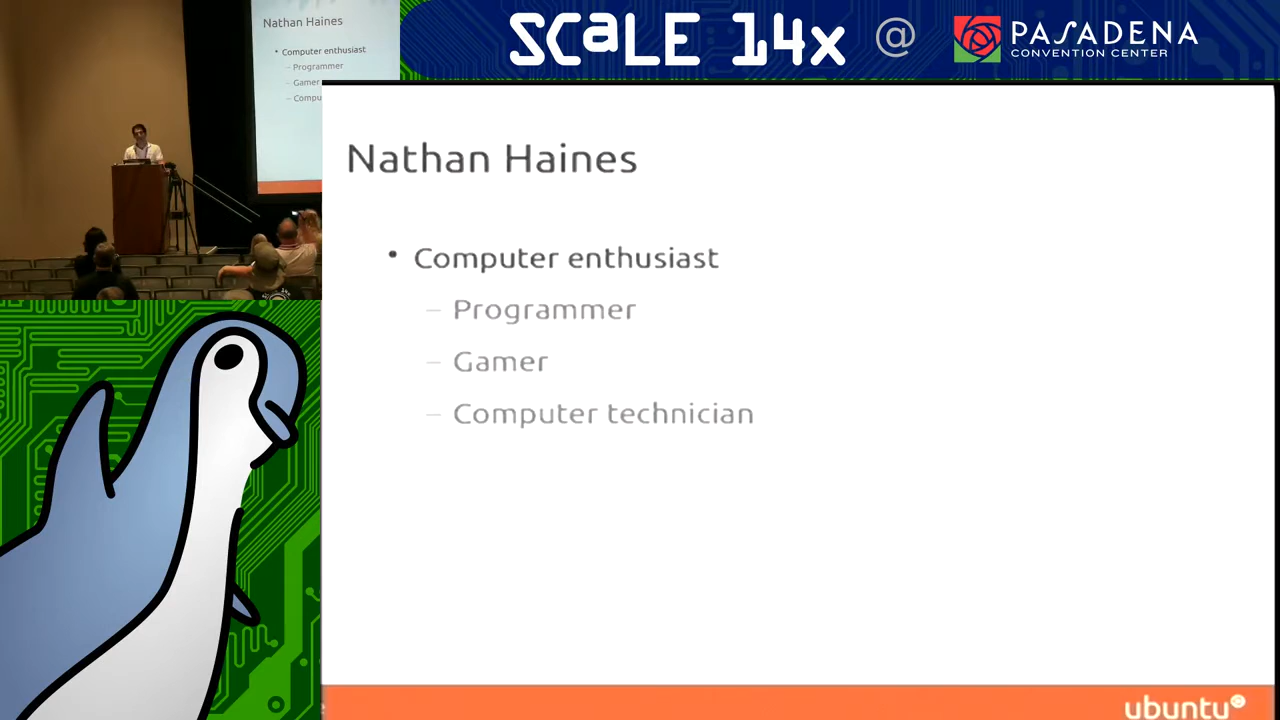 SCALE 14x @ PASADENA
CONVENTION CENTER
Nathan Haines
• Computer enthusiast
– Programmer
– Gamer
– Compu
Nathan Haines
• Computer enthusiast
– Programmer
– Gamer
– Computer technician
ubuntu